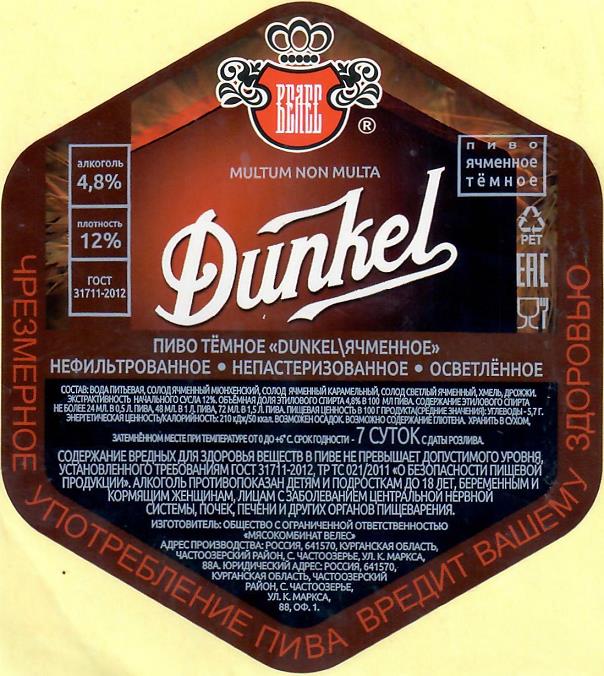 ВЕЛЕС
®
MULTUM NON MULTA
алкоголь
4,8%
плотность
12%
ГОСТ
31711-2012
пиво
ячменное
тёмное
PET
EAC
Dunkel
ПИВО ТЁМНОЕ «DUNKEL\ЯЧМЕННОЕ»
НЕФИЛЬТРОВАННОЕ • НЕПАСТЕРИЗОВАННОЕ • ОСВЕТЛЁННОЕ
СОСТАВ: ВОДА ПИТЬЕВАЯ, СОЛОД ЯЧМЕННЫЙ МЮНХЕНСКИЙ, СОЛОД ЯЧМЕННЫЙ КАРАМЕЛЬНЫЙ, СОЛОД СВЕТЛЫЙ ЯЧМЕННЫЙ, ХМЕЛЬ, ДРОЖЖИ.
ЭКСТРАКТИВНОСТЬ НАЧАЛЬНОГО СУСЛА 12%. ОБЪЁМНАЯ ДОЛЯ ЭТИЛОВОГО СПИРТА 4,8% В 100 МЛ ПИВА. СОДЕРЖАНИЕ ЭТИЛОВОГО СПИРТА
НЕ БОЛЕЕ 24 МЛ. В 0,5 Л. ПИВА, 48 МЛ. В 1 Л. ПИВА, 72 МЛ. В 1,5 Л. ПИВА. ПИЩЕВАЯ ЦЕННОСТЬ В 100 Г ПРОДУКТА(СРЕДНИЕ ЗНАЧЕНИЯ): УГЛЕВОДЫ - 5,7 Г.
ЭНЕРГЕТИЧЕСКАЯ ЦЕННОСТЬ/КАЛОРИЙНОСТЬ: 210 кДж/50 ккал. ВОЗМОЖЕН ОСАДОК. ВОЗМОЖНО СОДЕРЖАНИЕ ГЛЮТЕНА. ХРАНИТЬ В СУХОМ,
ЗАТЕМНЁННОМ МЕСТЕ ПРИ ТЕМПЕРАТУРЕ ОТ 0 ДО +6° С. СРОК ГОДНОСТИ - 7 СУТОК С ДАТЫ РОЗЛИВА.
СОДЕРЖАНИЕ ВРЕДНЫХ ДЛЯ ЗДОРОВЬЯ ВЕЩЕСТВ В ПИВЕ НЕ ПРЕВЫШАЕТ ДОПУСТИМОГО УРОВНЯ,
УСТАНОВЛЕННОГО ТРЕБОВАНИЯМ ГОСТ 31711-2012, ТР ТС 021/2011 «О БЕЗОПАСНОСТИ ПИЩЕВОЙ
ПРОДУКЦИИ». АЛКОГОЛЬ ПРОТИВОПОКАЗАН ДЕТЯМ И ПОДРОСТКАМ ДО 18 ЛЕТ, БЕРЕМЕННЫМ И
КОРМЯЩИМ ЖЕНЩИНАМ, ЛИЦАМ С ЗАБОЛЕВАНИЕМ ЦЕНТРАЛЬНОЙ НЕРВНОЙ
СИСТЕМЫ, ПОЧЕК, ПЕЧЕНИ И ДРУГИХ ОРГАНОВ ПИЩЕВАРЕНИЯ.
ИЗГОТОВИТЕЛЬ: ОБЩЕСТВО С ОГРАНИЧЕННОЙ ОТВЕТСТВЕННОСТЬЮ
«МЯСОКОМБИНАТ ВЕЛЕС»
АДРЕС ПРОИЗВОДСТВА: РОССИЯ, 641570, КУРГАНСКАЯ ОБЛАСТЬ,
ЧАСТООЗЕРСКИЙ РАЙОН, С. ЧАСТООЗЕРЬЕ, УЛ. К. МАРКСА,
88А. ЮРИДИЧЕСКИЙ АДРЕС: РОССИЯ, 641570,
КУРГАНСКАЯ ОБЛАСТЬ, ЧАСТООЗЕРСКИЙ
РАЙОН, С. ЧАСТООЗЕРЬЕ,
УЛ. К. МАРКСА,
88, ОФ. 1.
ЧРЕЗМЕРНОЕ УПОТРЕБЛЕНИЕ ПИВА ВРЕДИТ ВАШЕМУ ЗДОРОВЬЮ